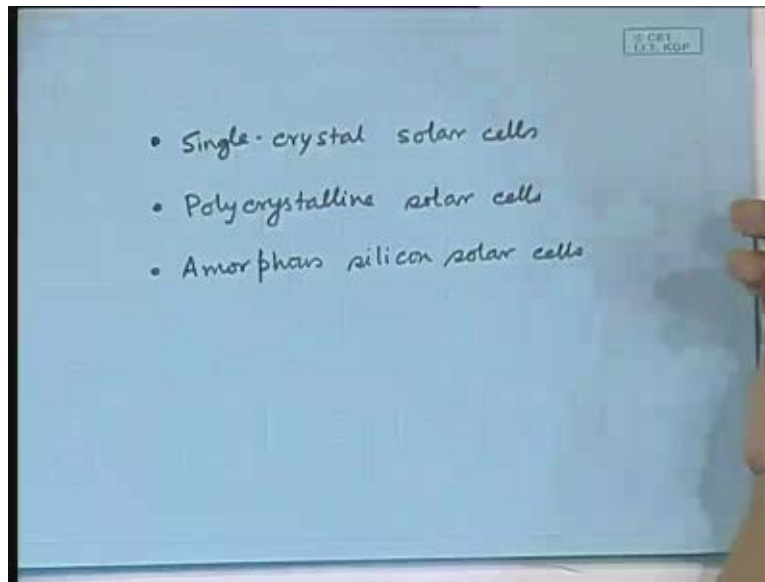 © CET
I.I.T. KGP
• Single-crystal solar cells
• Polycrystalline solar cells
• Amorphous silicon solar cells